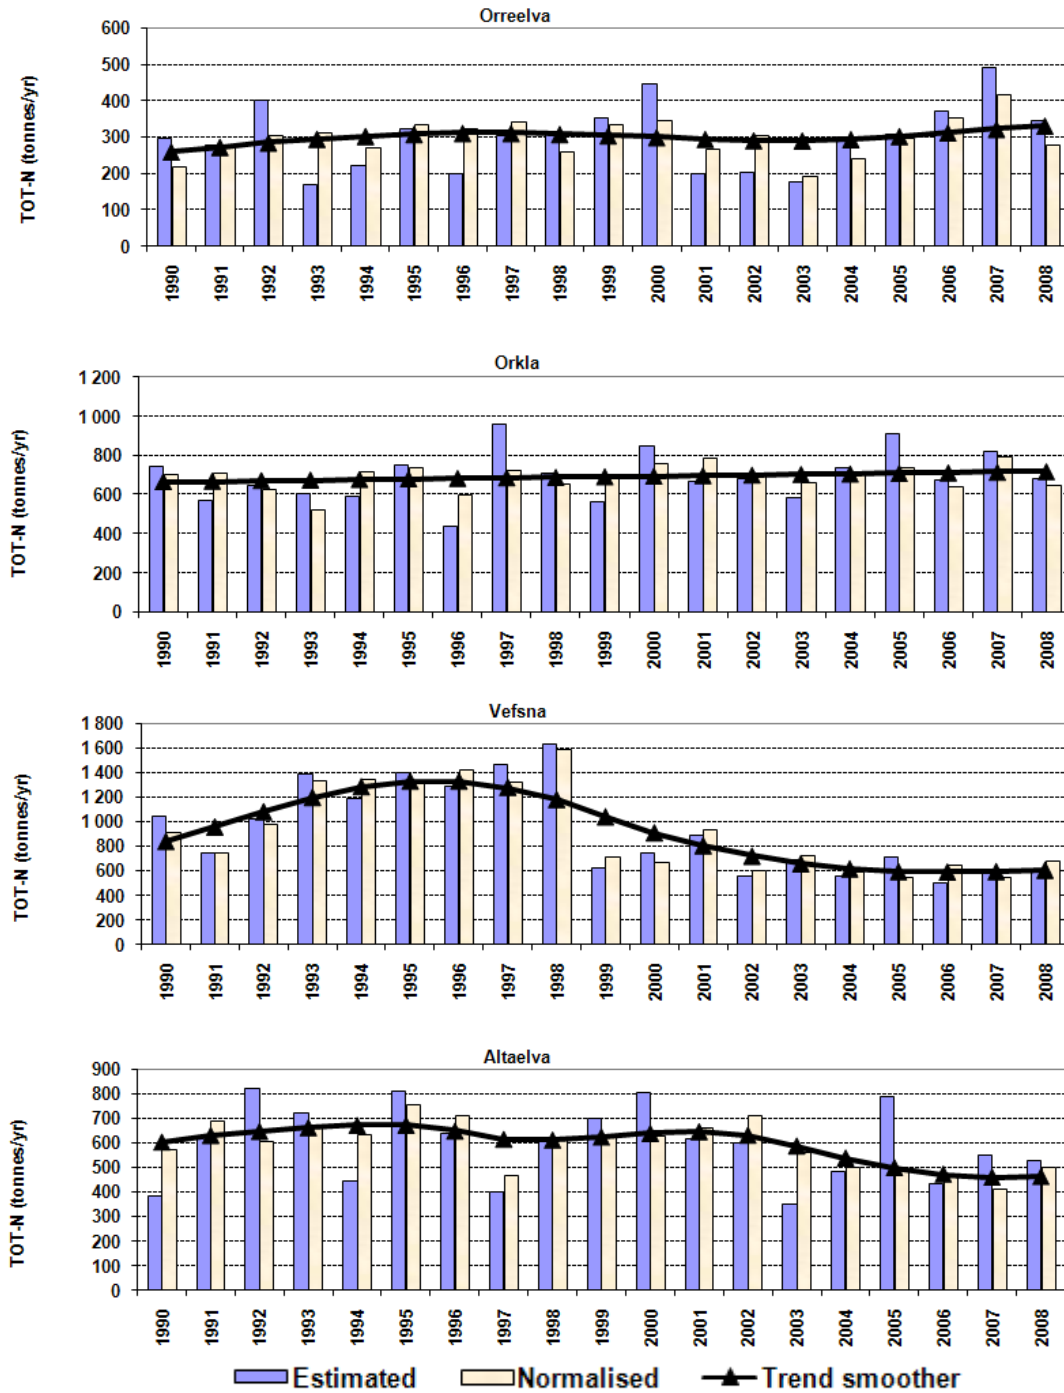 Orreelva
TOT-N (tonnes/yr)
600
500
400
300
200
100
0
1990 1991 1992 1993 1994 1995 1996 1997 1998 1999 2000 2001 2002 2003 2004 2005 2006 2007 2008
Orkla
TOT-N (tonnes/yr)
1 200
1 000
800
600
400
200
0
1990 1991 1992 1993 1994 1995 1996 1997 1998 1999 2000 2001 2002 2003 2004 2005 2006 2007 2008
Vefsna
TOT-N (tonnes/yr)
1 800
1 600
1 400
1 200
1 000
800
600
400
200
0
1990 1991 1992 1993 1994 1995 1996 1997 1998 1999 2000 2001 2002 2003 2004 2005 2006 2007 2008
Altaelva
TOT-N (tonnes/yr)
900
800
700
600
500
400
300
200
100
0
1990 1991 1992 1993 1994 1995 1996 1997 1998 1999 2000 2001 2002 2003 2004 2005 2006 2007 2008
Estimated Normalised Trend smoother